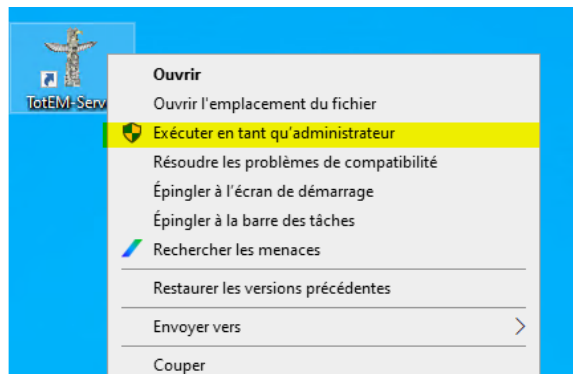 TotEM-Serv
Ouvrir
Ouvrir l'emplacement du fichier
Exécuter en tant qu'administrateur
Résoudre les problèmes de compatibilité
Épingler à l'écran de démarrage
Épingler à la barre des tâches
Rechercher les menaces
Restaurer les versions précédentes
Envoyer vers
Couper